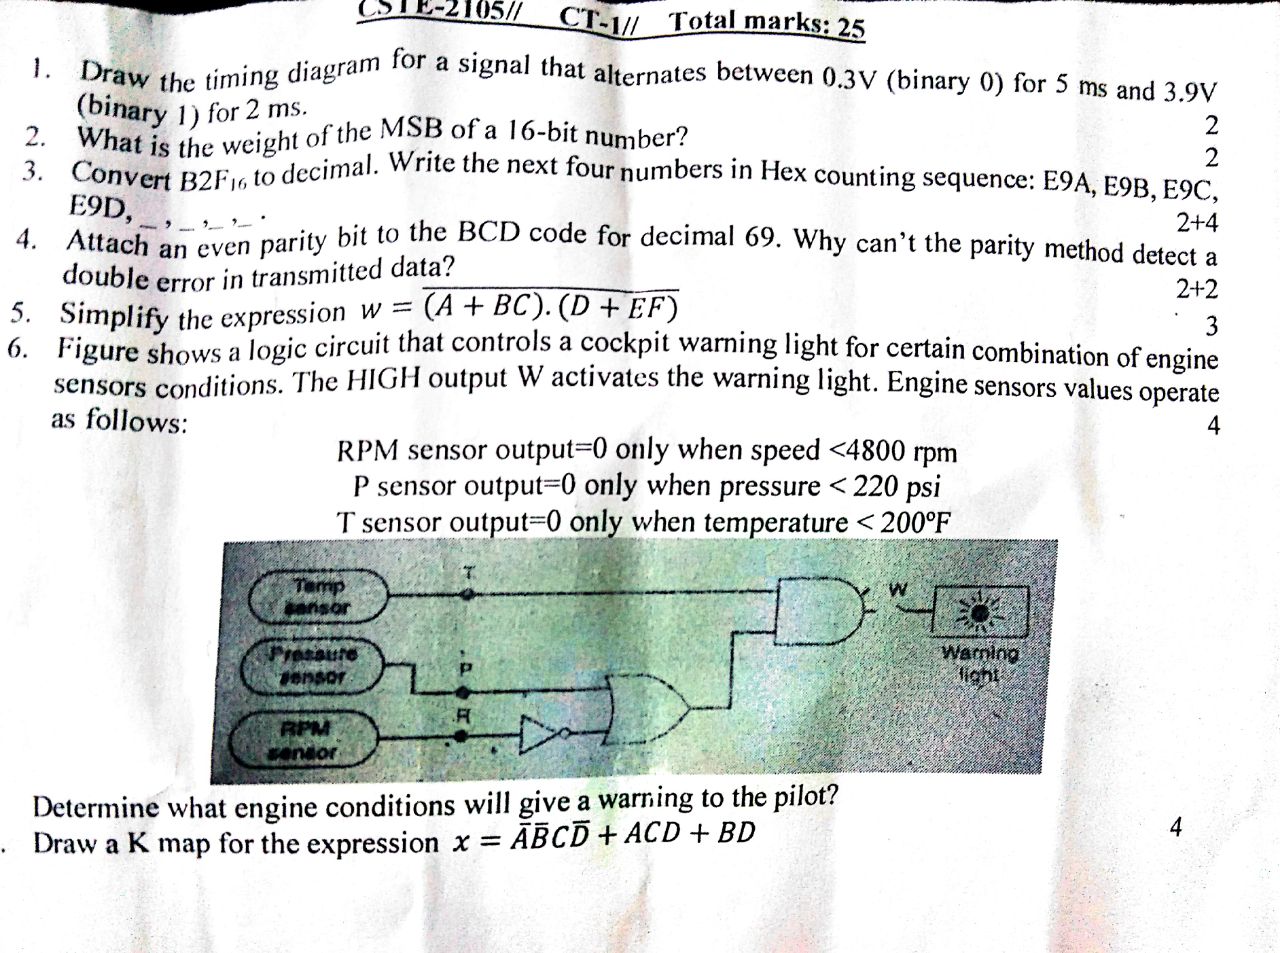 CSTE-2105// CT-1// Total marks: 25
1. Draw the timing diagram for a signal that alternates between 0.3V (binary 0) for 5 ms and 3.9V
(binary 1) for 2 ms. 2
2. What is the weight of the MSB of a 16-bit number? 2
3. Convert B2F₁₆ to decimal. Write the next four numbers in Hex counting sequence: E9A, E9B, E9C,
E9D, _, _, _, _. 2+4
4. Attach an even parity bit to the BCD code for decimal 69. Why can't the parity method detect a
double error in transmitted data? 2+2
5. Simplify the expression w = \overline{(A + BC).(D + EF)} 3
6. Figure shows a logic circuit that controls a cockpit warning light for certain combination of engine
sensors conditions. The HIGH output W activates the warning light. Engine sensors values operate
as follows: 4
RPM sensor output=0 only when speed <4800 rpm
P sensor output=0 only when pressure < 220 psi
T sensor output=0 only when temperature < 200ºF
Temp
sensor
T
W
Pressure
sensor
P
Warning
light
RPM
sensor
R
Determine what engine conditions will give a warning to the pilot?
. Draw a K map for the expression x = A̅B̅CD̅ + ACD + BD 4